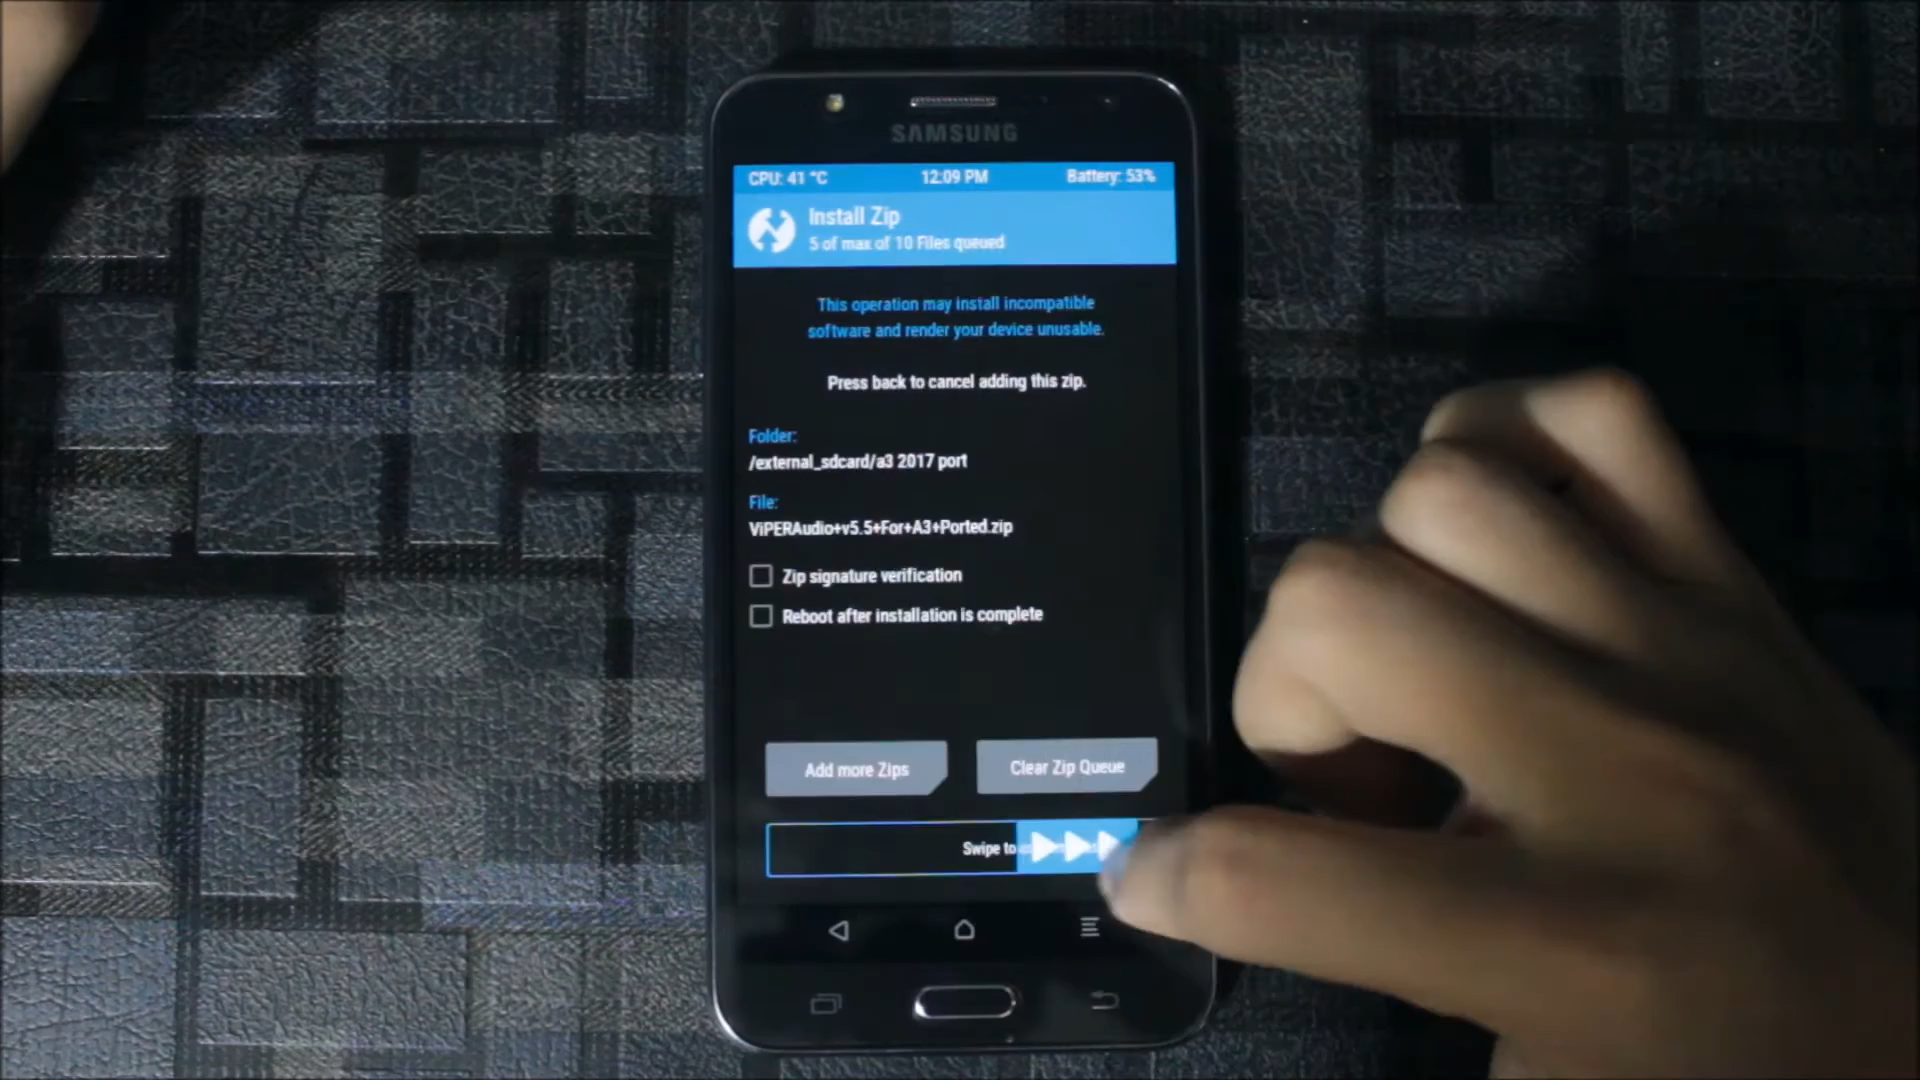 SAMSUNG
CPU: 41 °C 12:09 PM Battery: 53%
Install Zip
5 of max of 10 Files queued
This operation may install incompatible
software and render your device unusable.
Press back to cancel adding this zip.
Folder:
/external_sdcard/a3 2017 port
File:
ViPERAudio+v5.5+For+A3+Ported.zip
Zip signature verification
Reboot after installation is complete
Add more Zips Clear Zip Queue
Swipe to